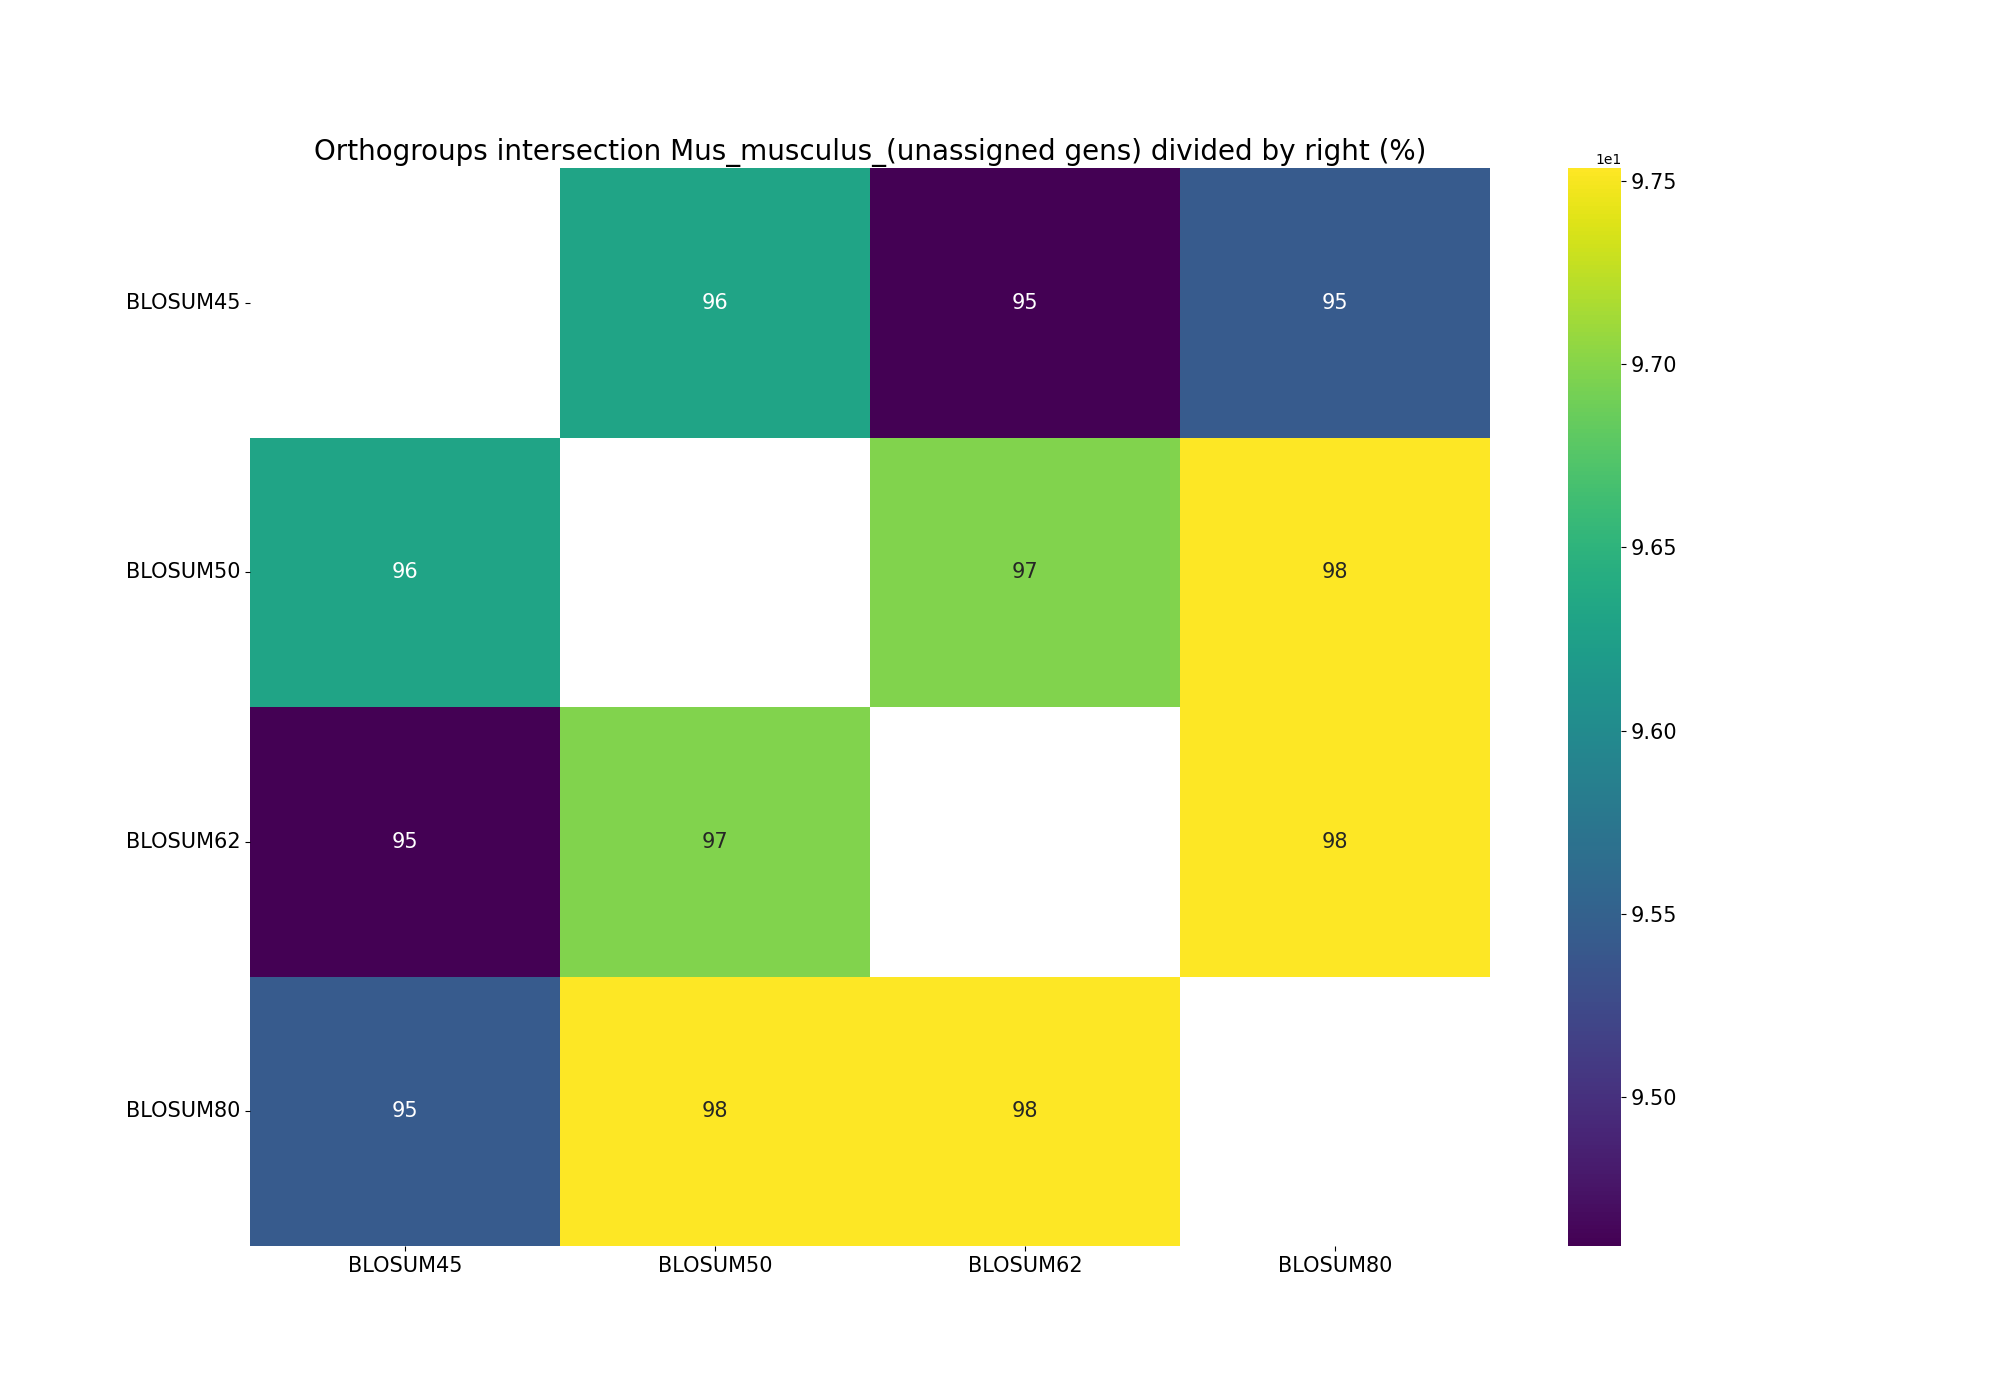 Orthogroups intersection Mus_musculus_(unassigned gens) divided by right (%)
1e1
9.75
9.70
9.65
9.60
9.55
9.50
BLOSUM45
96
95
95
BLOSUM50
96
97
98
BLOSUM62
95
97
98
BLOSUM80
95
98
98
BLOSUM45
BLOSUM50
BLOSUM62
BLOSUM80